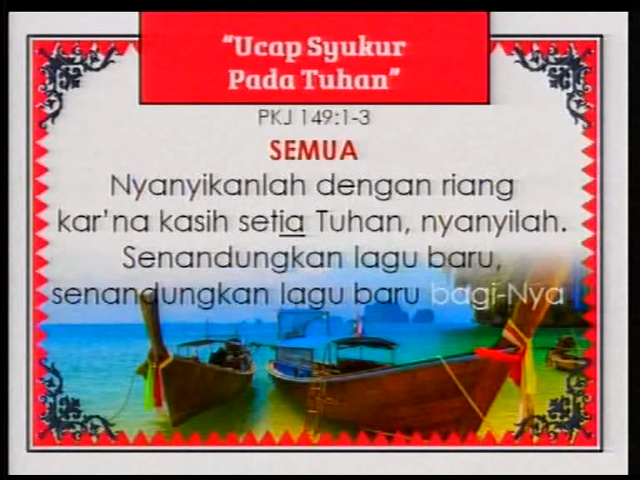 “Ucap Syukur
Pada Tuhan”
PKJ 149:1-3
SEMUA
Nyanyikanlah dengan riang
kar’na kasih setia Tuhan, nyanyilah.
Senandungkan lagu baru,
senandungkan lagu baru bagi-Nya